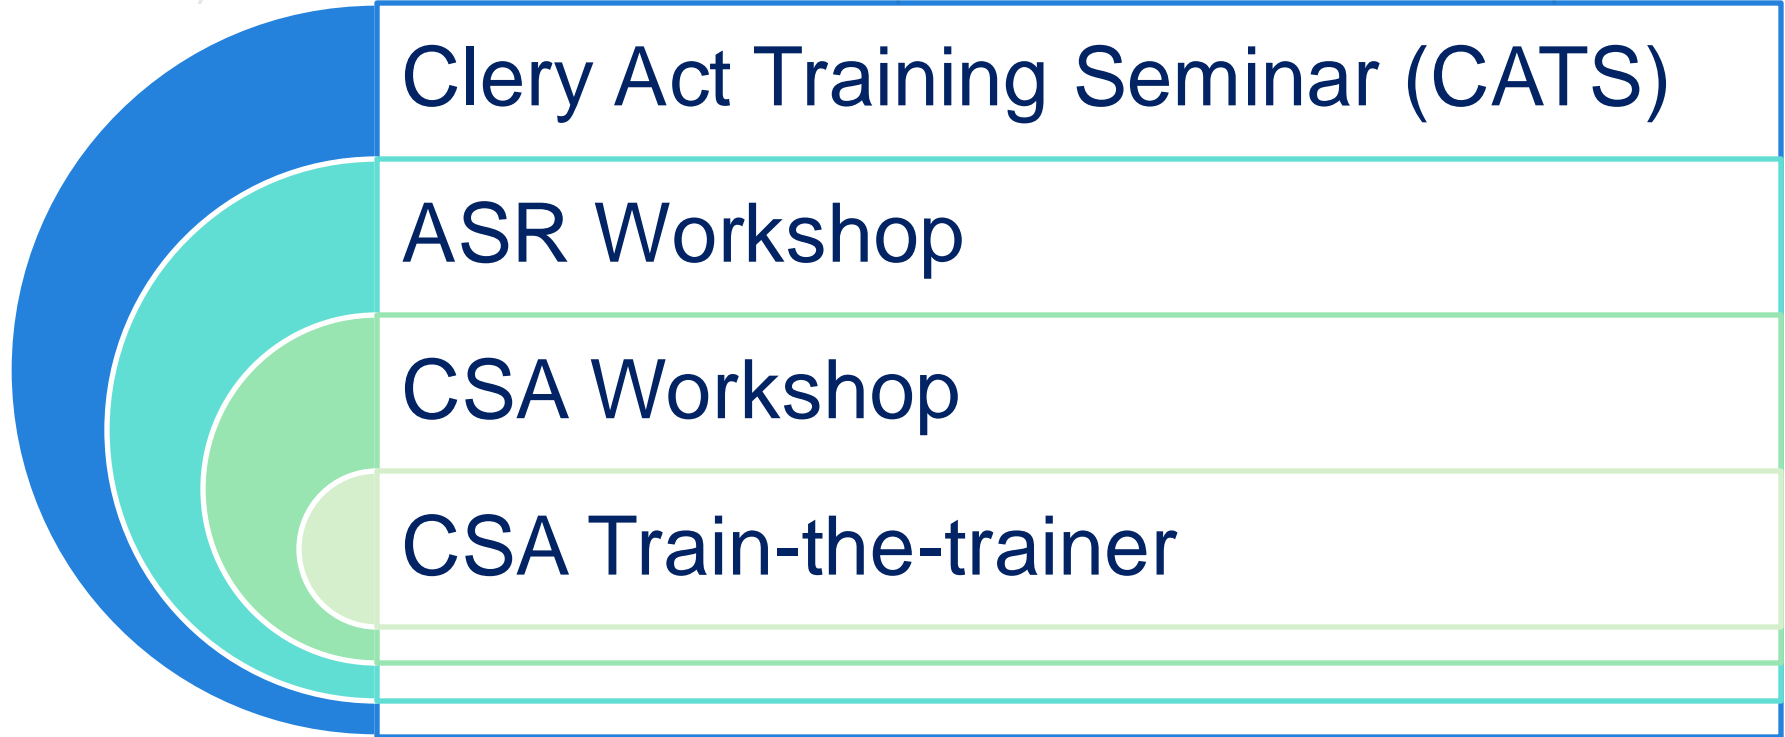 Clery Act Training Seminar (CATS)
ASR Workshop
CSA Workshop
CSA Train-the-trainer